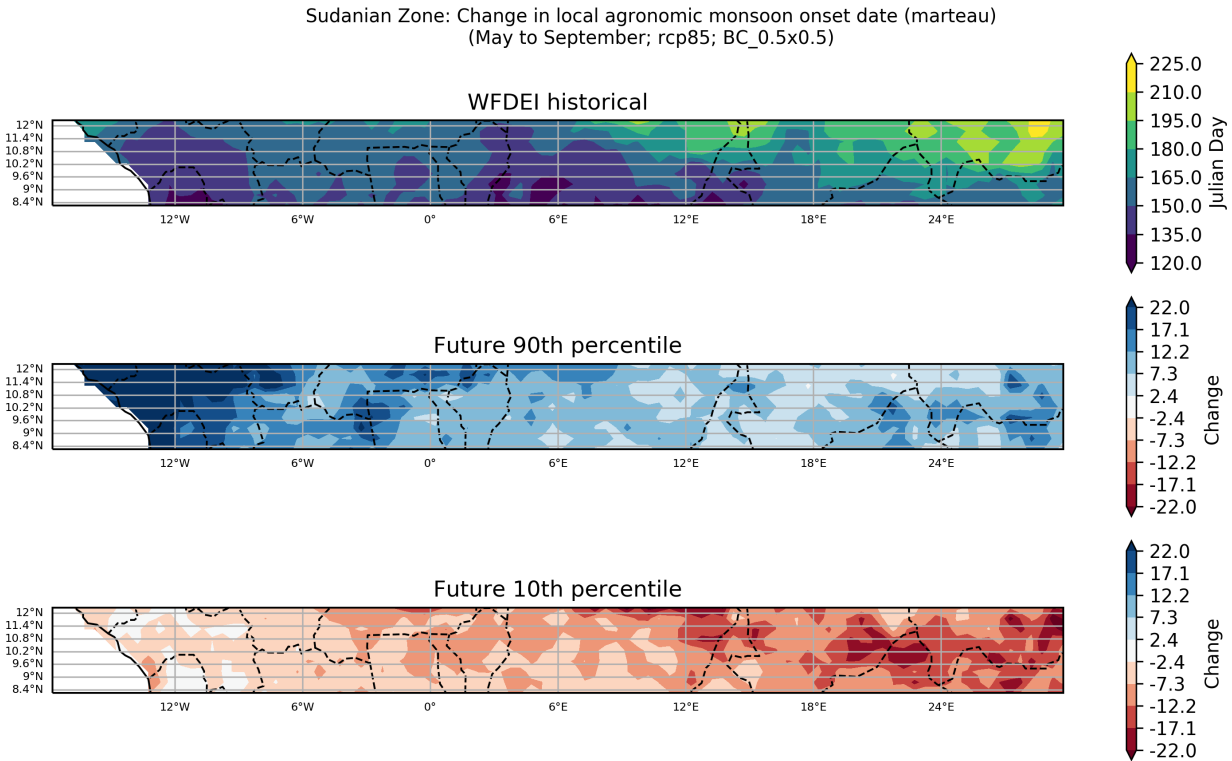 Sudanian Zone: Change in local agronomic monsoon onset date (marteau)
(May to September; rcp85; BC_0.5x0.5)
WFDEI historical
12°N
11.4°N
10.8°N
10.2°N
9.6°N
9°N
8.4°N
12°W 6°W 0° 6°E 12°E 18°E 24°E
225.0
210.0
195.0
180.0
165.0
150.0
135.0
120.0
Julian Day
Future 90th percentile
12°N
11.4°N
10.8°N
10.2°N
9.6°N
9°N
8.4°N
12°W 6°W 0° 6°E 12°E 18°E 24°E
22.0
17.1
12.2
7.3
2.4
-2.4
-7.3
-12.2
-17.1
-22.0
Change
Future 10th percentile
12°N
11.4°N
10.8°N
10.2°N
9.6°N
9°N
8.4°N
12°W 6°W 0° 6°E 12°E 18°E 24°E
22.0
17.1
12.2
7.3
2.4
-2.4
-7.3
-12.2
-17.1
-22.0
Change